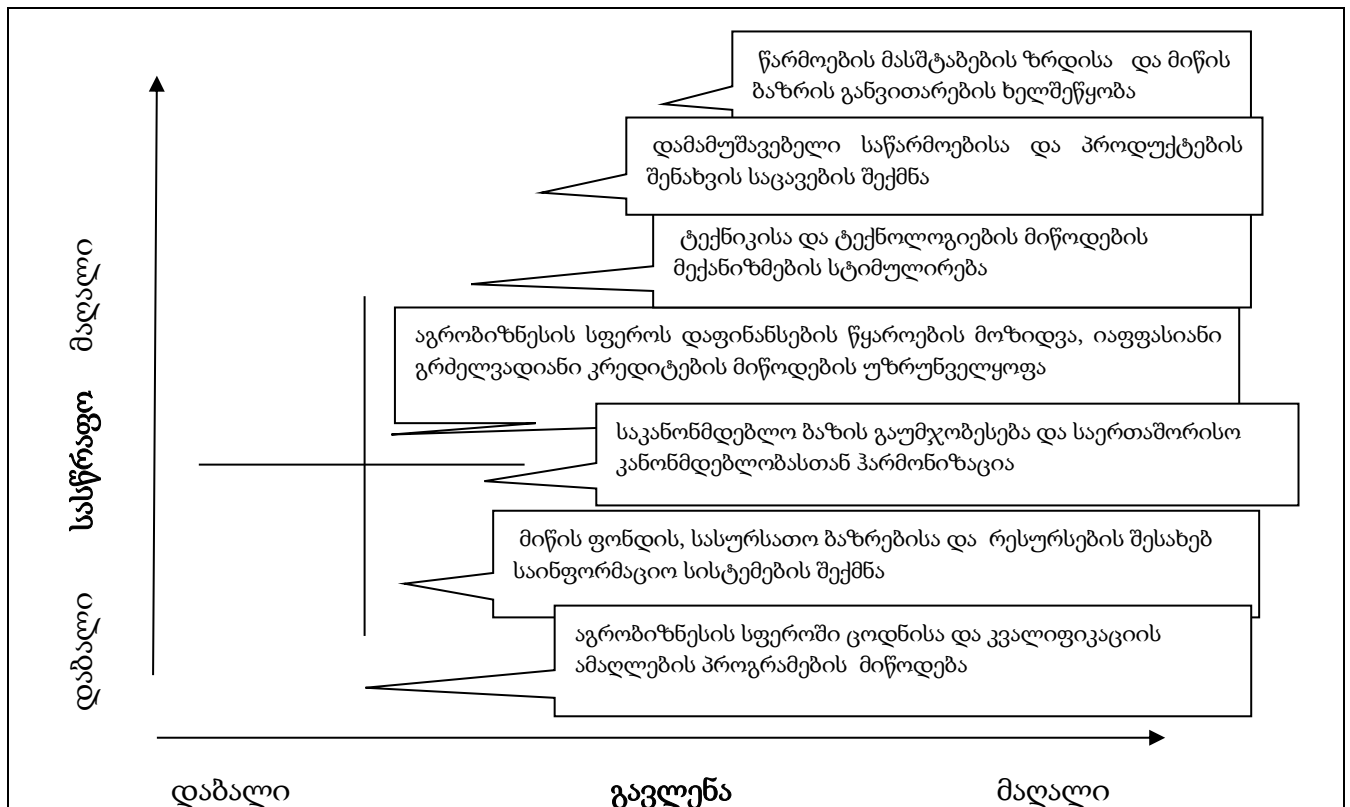 წარმოების მასშტაბების ზრდისა და მიწის
ბაზრის განვითარების ხელშეწყობა
დამამუშავებელი საწარმოებისა და პროდუქტების
შენახვის საცავების შექმნა
ტექნიკისა და ტექნოლოგიების მიწოდების
მექანიზმების სტიმულირება
აგრობიზნესის სფეროს დაფინანსების წყაროების მოზიდვა, იაფფასიანი
გრძელვადიანი კრედიტების მიწოდების უზრუნველყოფა
საკანონმდებლო ბაზის გაუმჯობესება და საერთაშორისო
კანონმდებლობასთან ჰარმონიზაცია
მიწის ფონდის, სასურსათო ბაზრებისა და რესურსების შესახებ
საინფორმაციო სისტემების შექმნა
აგრობიზნესის სფეროში ცოდნისა და კვალიფიკაციის
ამაღლების პროგრამების მიწოდება
დაბალი სასწრაფო მაღალი
დაბალი გავლენა მაღალი